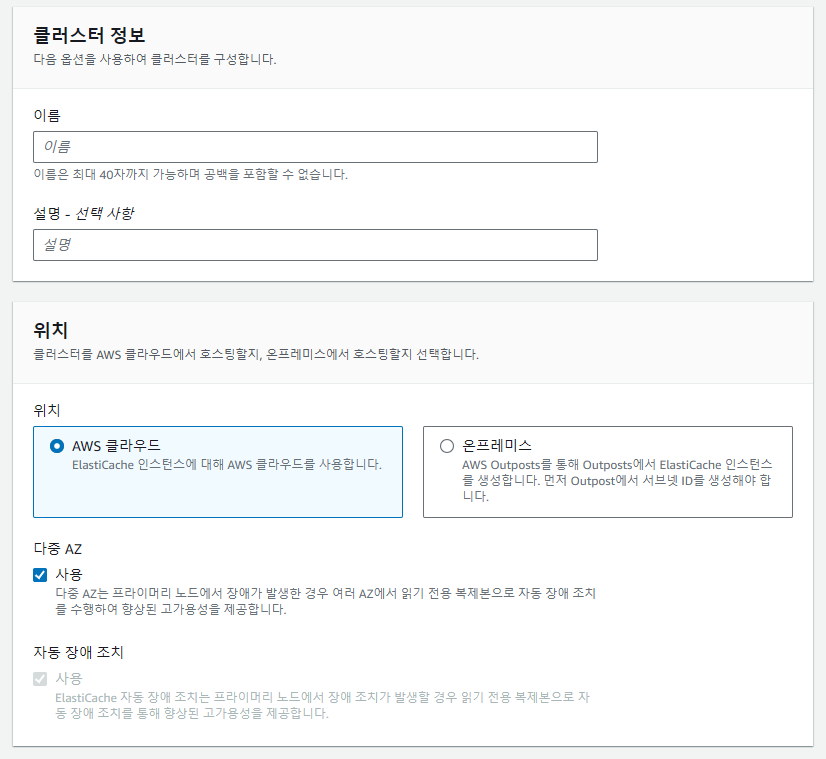 클러스터 정보
다음 옵션을 사용하여 클러스터를 구성합니다.
이름
이름
이름은 최대 40자까지 가능하며 공백을 포함할 수 없습니다.
설명 - 선택 사항
설명
위치
클러스터를 AWS 클라우드에서 호스팅할지, 온프레미스에서 호스팅할지 선택합니다.
위치
AWS 클라우드
ElastiCache 인스턴스에 대해 AWS 클라우드를 사용합니다.
온프레미스
AWS Outposts를 통해 Outposts에서 ElastiCache 인스턴스
를 생성합니다. 먼저 Outpost에서 서브넷 ID를 생성해야 합
니다.
다중 AZ
사용
다중 AZ는 프라이머리 노드에서 장애가 발생한 경우 여러 AZ에서 읽기 전용 복제본으로 자동 장애 조치
를 수행하여 향상된 고가용성을 제공합니다.
자동 장애 조치
사용
ElastiCache 자동 장애 조치는 프라이머리 노드에서 장애 조치가 발생할 경우 읽기 전용 복제본으로 자
동 장애 조치를 통해 향상된 고가용성을 제공합니다.